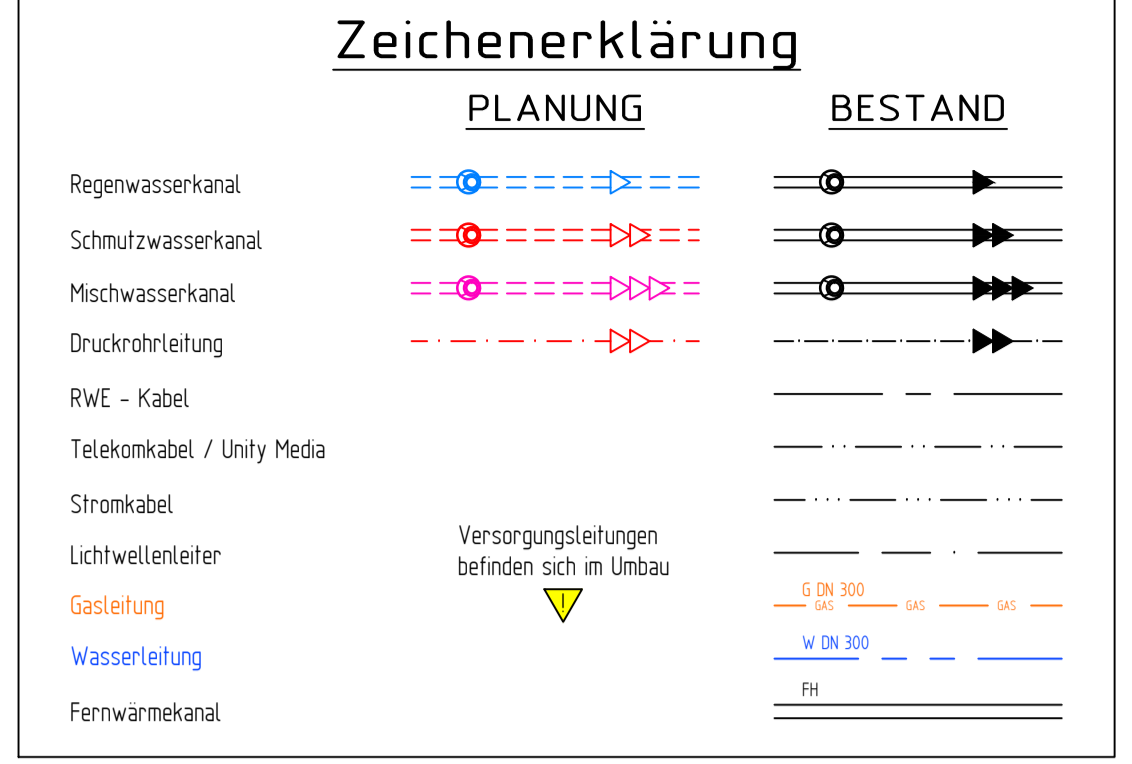 Zeichenerklärung
PLANUNG
BESTAND
Regenwasserkanal
Schmutzwasserkanal
Mischwasserkanal
Druckrohrleitung
RWE - Kabel
Telekomkabel / Unity Media
Stromkabel
Lichtwellenleiter
Versorgungsleitungen
befinden sich im Umbau
!
Gasleitung
G DN 300
GAS GAS GAS
Wasserleitung
W DN 300
Fernwärmekanal
FH